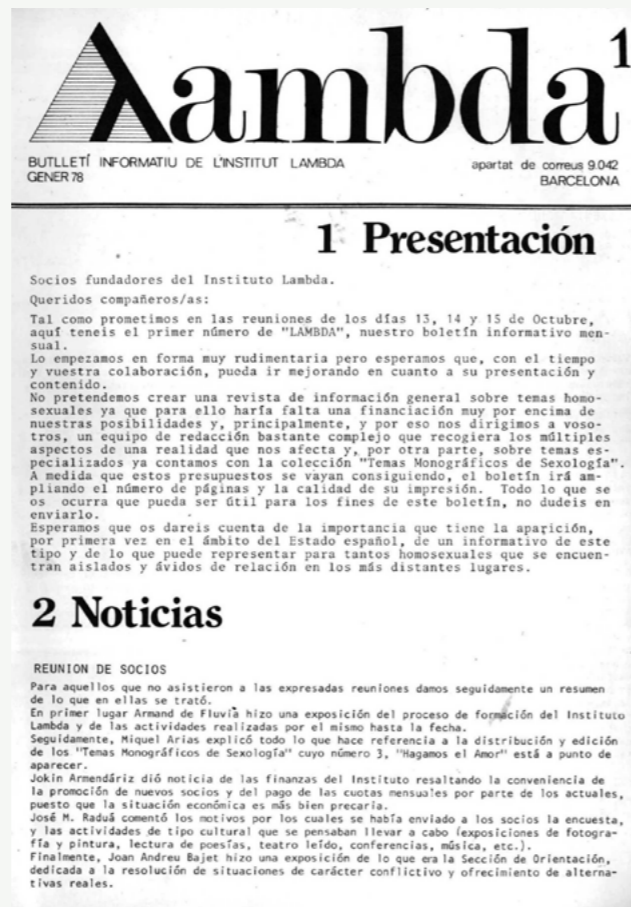 λambda 1
BUTLLETÍ INFORMATIU DE L'INSTITUT LAMBDA
GENER 78
apartat de correus 9.042
BARCELONA
1 Presentación
Socios fundadores del Instituto Lambda.
Queridos compañeros/as:
Tal como prometimos en las reuniones de los días 13, 14 y 15 de Octubre,
aquí teneis el primer número de "LAMBDA", nuestro boletín informativo men-
sual.
Lo empezamos en forma muy rudimentaria pero esperamos que, con el tiempo
y vuestra colaboración, pueda ir mejorando en cuanto a su presentación y
contenido.
No pretendemos crear una revista de información general sobre temas homo-
sexuales ya que para ello haría falta una financiación muy por encima de
nuestras posibilidades y, principalmente, y por eso nos dirigimos a voso-
tros, un equipo de redacción bastante complejo que recogiera los múltiples
aspectos de una realidad que nos afecta y, por otra parte, sobre temas es-
pecializados ya contamos con la colección "Temas Monográficos de Sexología".
A medida que estos presupuestos se vayan consiguiendo, el boletín irá am-
pliando el número de páginas y la calidad de su impresión. Todo lo que se
os ocurra que pueda ser útil para los fines de este boletín, no dudeis en
enviarlo.
Esperamos que os dareis cuenta de la importancia que tiene la aparición,
por primera vez en el ámbito del Estado español, de un informativo de este
tipo y de lo que puede representar para tantos homosexuales que se encuen-
tran aislados y ávidos de relación en los más distantes lugares.
2 Noticias
REUNION DE SOCIOS
Para aquellos que no asistieron a las expresadas reuniones damos seguidamente un resumen
de lo que en ellas se trató.
En primer lugar Armand de Fluvià hizo una exposición del proceso de formación del Instituto
Lambda y de las actividades realizadas por el mismo hasta la fecha.
Seguidamente, Miquel Arias explicó todo lo que hace referencia a la distribución y edición
de los "Temas Monográficos de Sexología" cuyo número 3, "Hagamos el Amor" está a punto de
aparecer.
Jokin Armendáriz dió noticia de las finanzas del Instituto resaltando la conveniencia de
la promoción de nuevos socios y del pago de las cuotas mensuales por parte de los actuales,
puesto que la situación económica es más bien precaria.
José M. Raduá comentó los motivos por los cuales se había enviado a los socios la encuesta,
y las actividades de tipo cultural que se pensaban llevar a cabo (exposiciones de fotogra-
fía y pintura, lectura de poesías, teatro leído, conferencias, música, etc.).
Finalmente, Joan Andreu Bajet hizo una exposición de lo que era la Sección de Orientación,
dedicada a la resolución de situaciones de carácter conflictivo y ofrecimiento de alterna-
tivas reales.